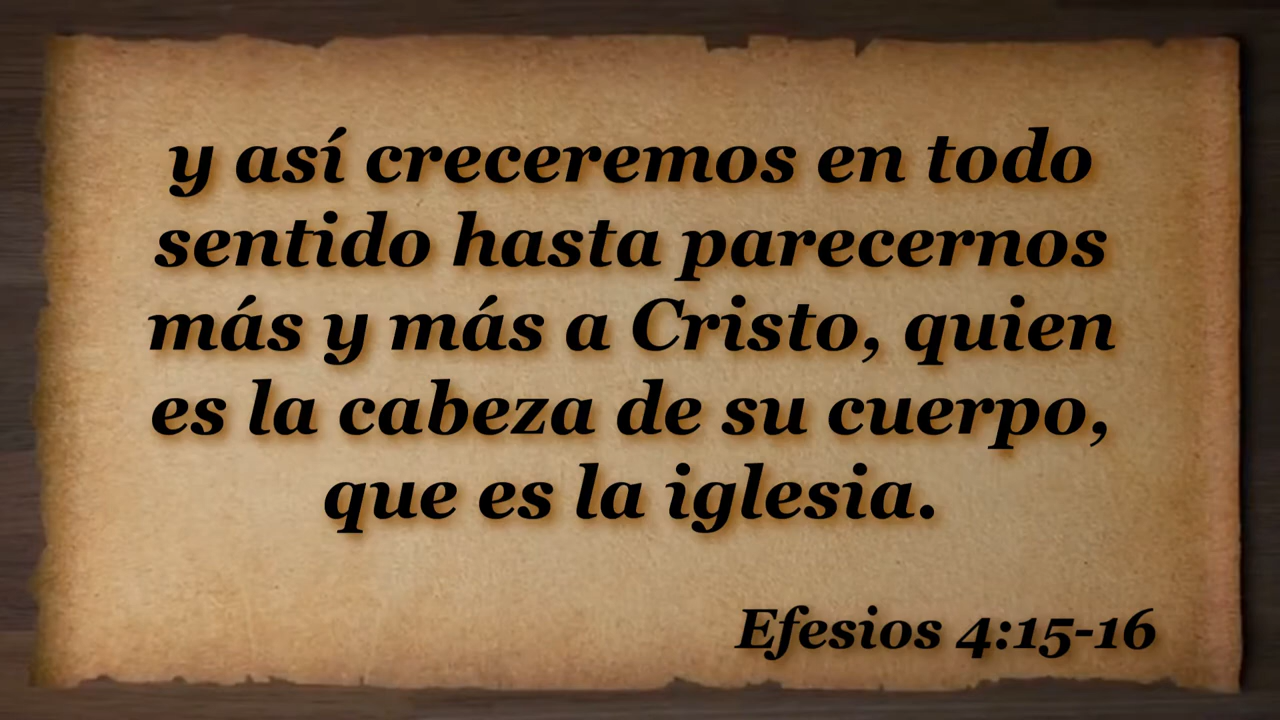 y así creceremos en todo
sentido hasta parecernos
más y más a Cristo, quien
es la cabeza de su cuerpo,
que es la iglesia.
Efesios 4:15-16